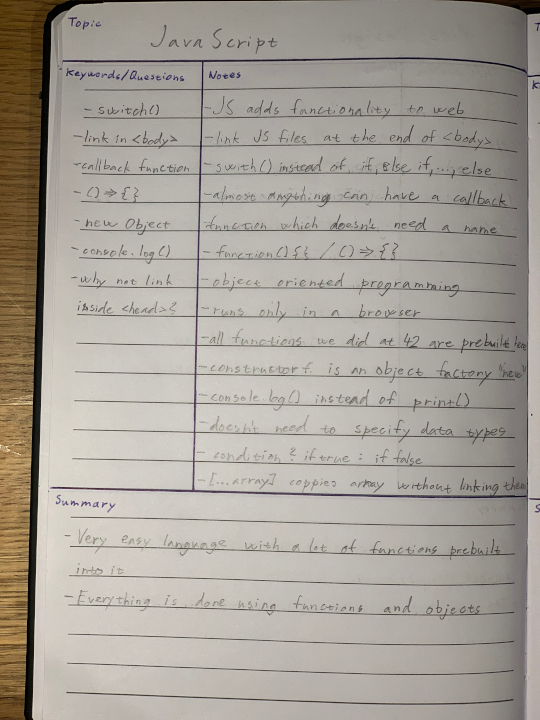 Topic
JavaScript
Keywords/Questions
Notes
- switch()
-link in <body>
-callback function
- () => {}
-new Object
- console.log()
-why not link
inside <head>?
-JS adds functionality to web
-link JS files at the end of <body>
-swith() instead of if, else if, ..., else
-almost anything can have a callback
function which doesn't need a name
-function() {} / () => {}
-object oriented programming
-runs only in a browser
-all functions we did at 42 are prebuilt here
-constructor f. is an object factory "new"
-console.log() instead of print()
-doesn't need to specify data types
- condition ? if true : if false
-[...array] coppies array without linking them
Summary
-Very easy language with a lot of functions prebuilt
into it
-Everything is done using functions and objects